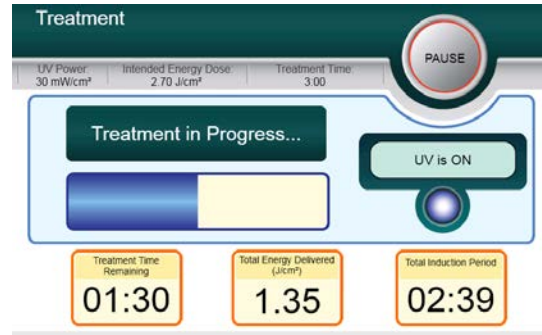 Treatment
PAUSE
UV Power: Intended Energy Dose: Treatment Time:
30 mW/cm² 2.70 J/cm² 3:00
Treatment in Progress...
UV is ON
Treatment Time
Remaining
01:30
Total Energy Delivered
(J/cm²)
1.35
Total Induction Period
02:39